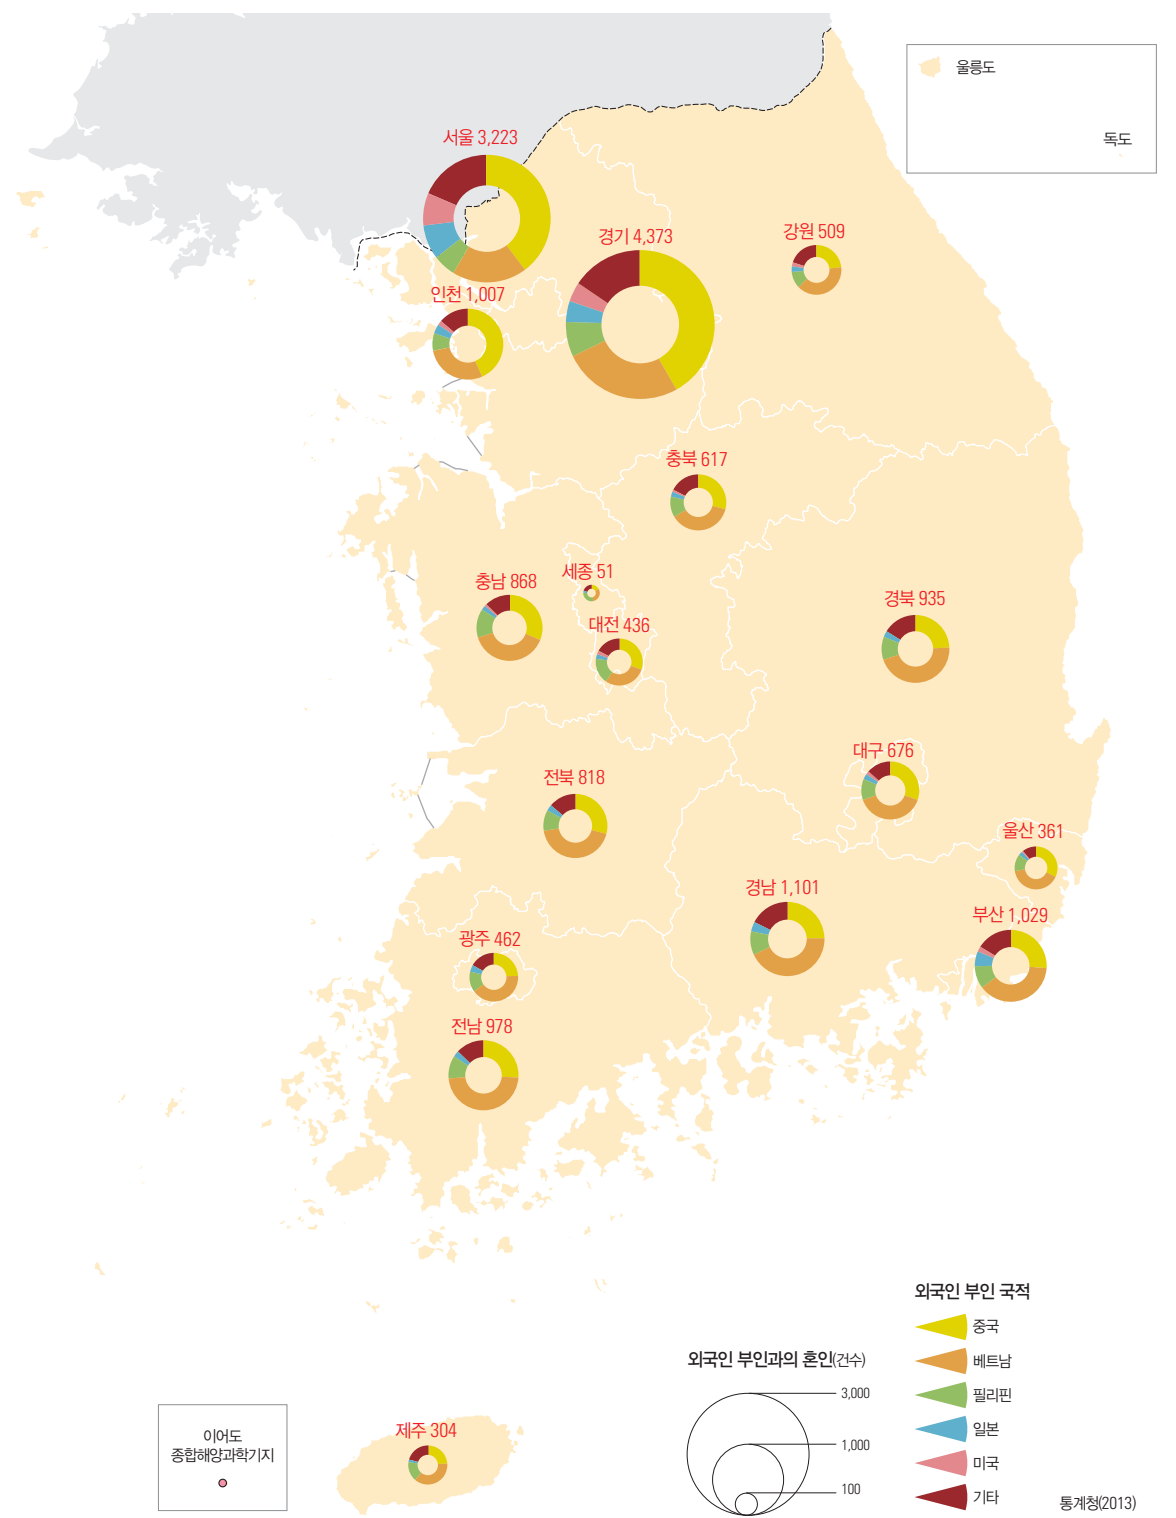 울릉도
독도
서울 3,223
경기 4,373
강원 509
인천 1,007
충북 617
세종 51
충남 868
대전 436
경북 935
대구 676
전북 818
울산 361
경남 1,101
부산 1,029
광주 462
전남 978
제주 304
이어도
종합해양과학기지
외국인 부인과의 혼인(건수)
3,000
1,000
100
외국인 부인 국적
중국
베트남
필리핀
일본
미국
기타
통계청(2013)